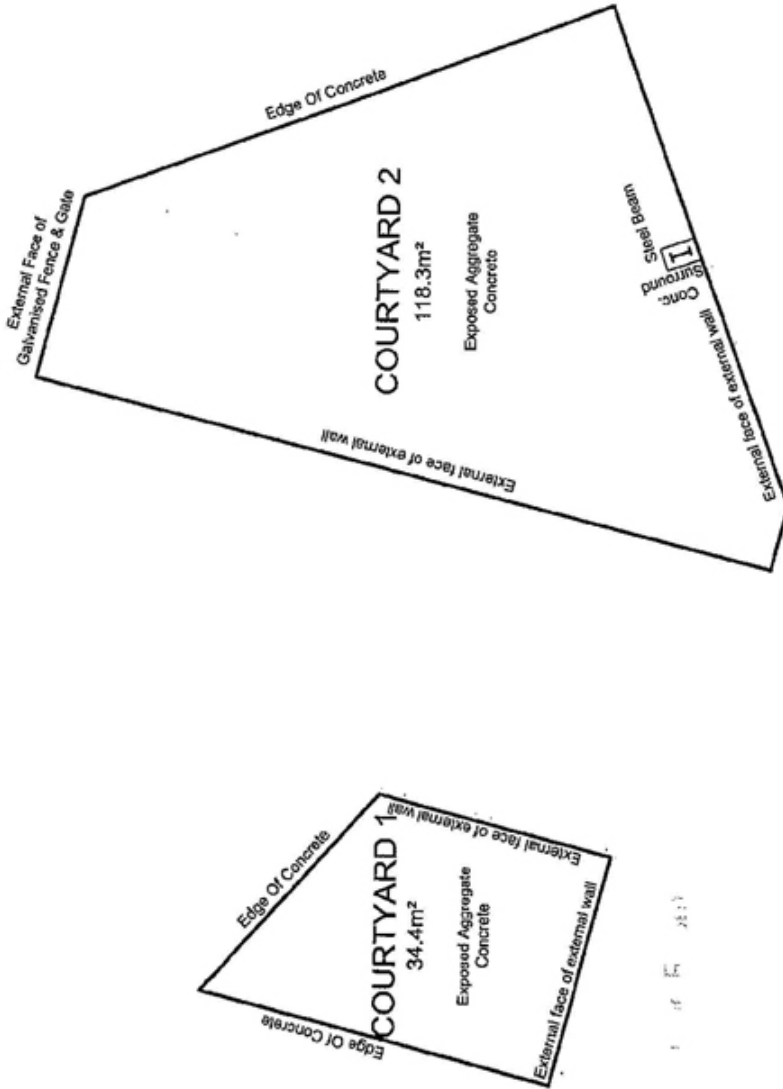 External Face of
Galvanised Fence & Gate
Edge Of Concrete
COURTYARD 2
118.3m²
Exposed Aggregate
Concrete
External face of external wall
Steel Beam
Conc.
Surround
External face of external wall
Edge Of Concrete
COURTYARD 1
34.4m²
Exposed Aggregate
Concrete
Edge Of Concrete
External face of external wall
External face of external wall